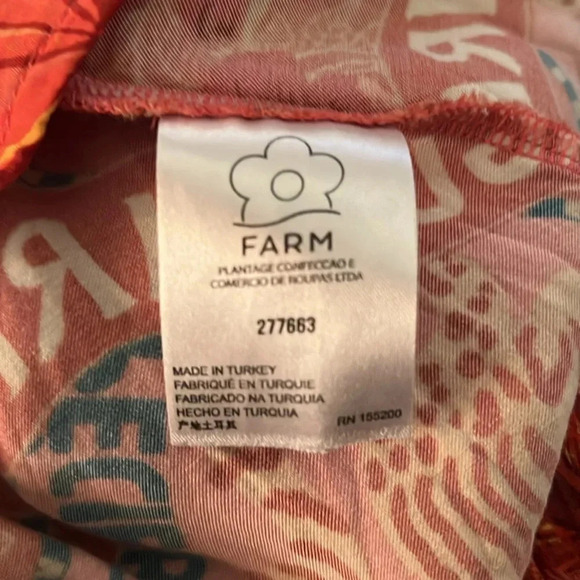 FARM
PLANTAGE CONFECCAO E
COMERCIO DE ROUPAS LTDA
277663
MADE IN TURKEY
FABRIQUÉ EN TURQUIE
FABRICADO NA TURQUIA
HECHO EN TURQUIA
产地土耳其
RN 155200